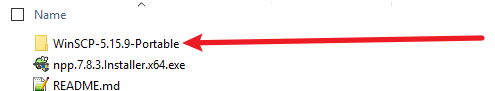 Name
WinSCP-5.15.9-Portable
npp.7.8.3.Installer.x64.exe
README.md